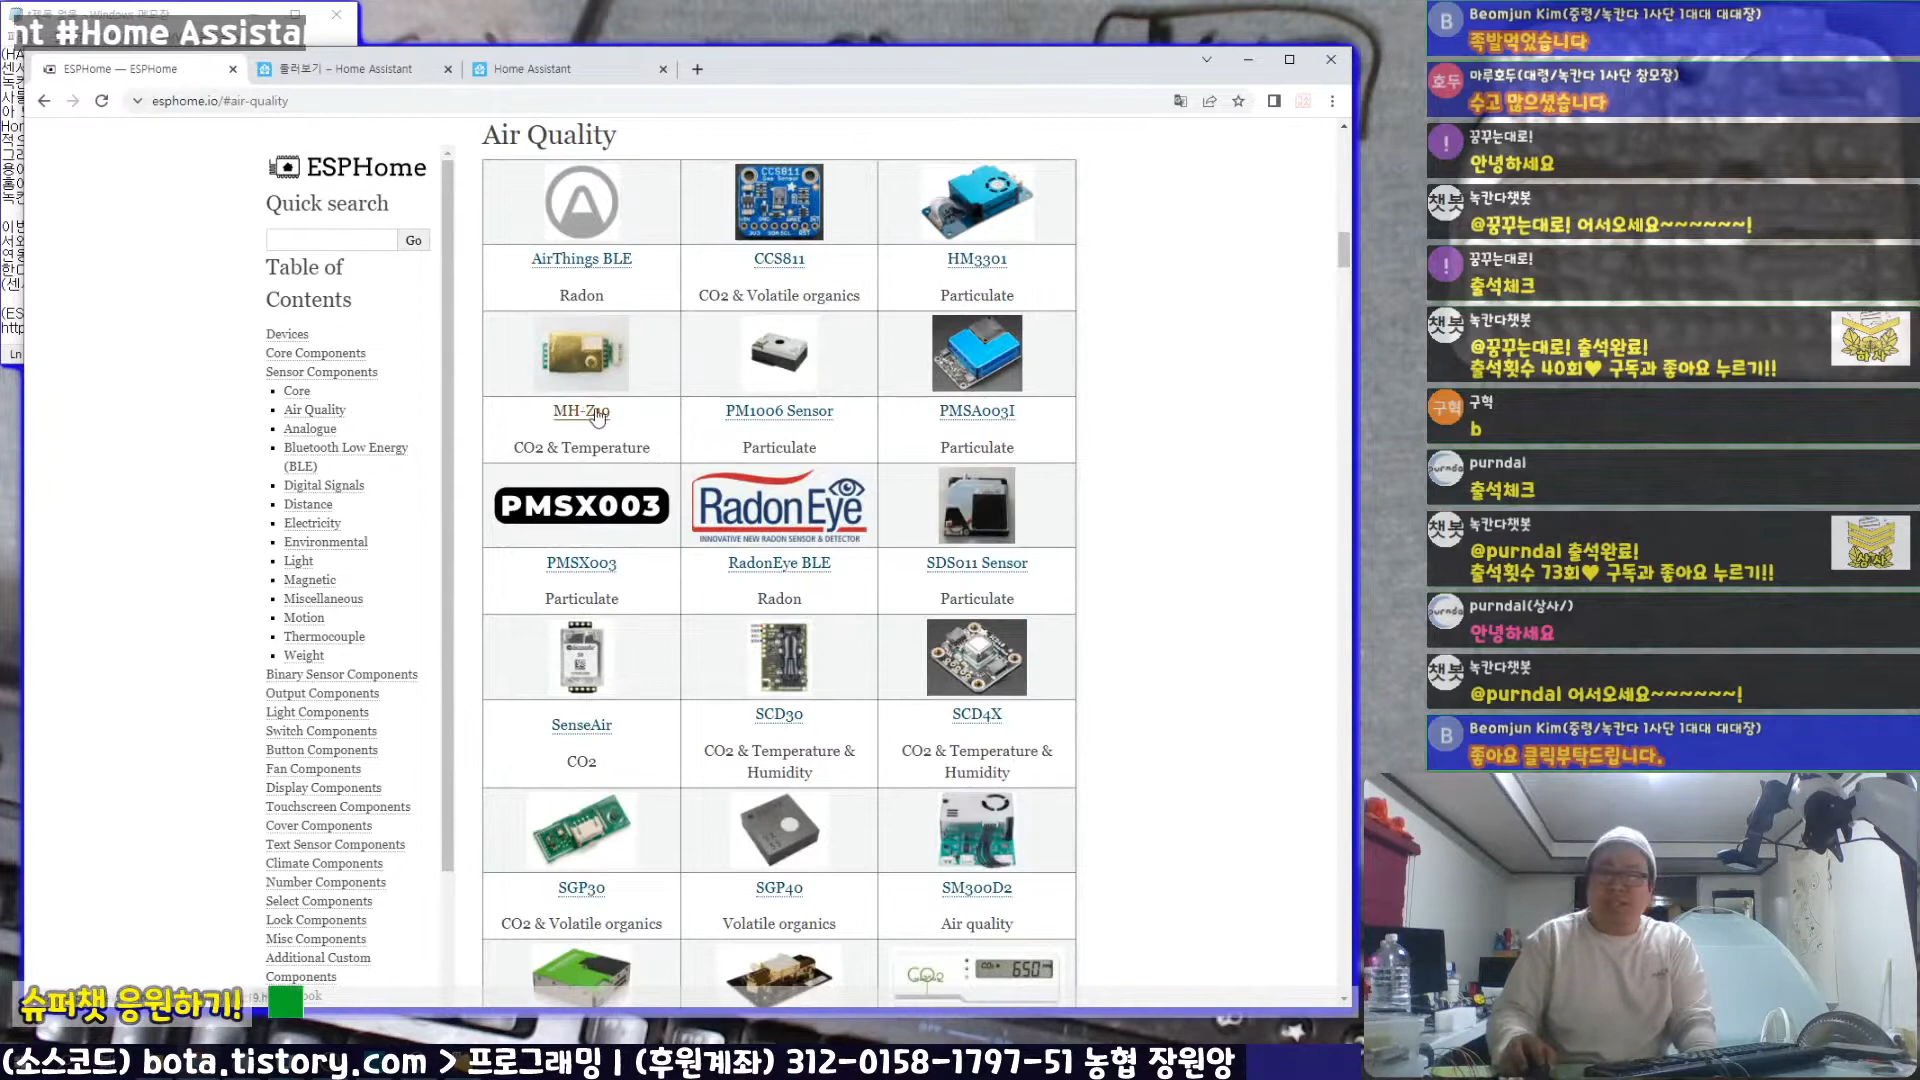 nt #Home Assista
ESPHome — ESPHome
둘러보기 – Home Assistant
Home Assistant
esphome.io/#air-quality
ESPHome
Quick search
Go
Table of
Contents
Devices
Core Components
Sensor Components
Core
Air Quality
Analogue
Bluetooth Low Energy
(BLE)
Digital Signals
Distance
Electricity
Environmental
Light
Magnetic
Miscellaneous
Motion
Thermocouple
Weight
Binary Sensor Components
Output Components
Light Components
Switch Components
Button Components
Fan Components
Display Components
Touchscreen Components
Cover Components
Text Sensor Components
Climate Components
Number Components
Select Components
Lock Components
Misc Components
Additional Custom
Components
Air Quality
AirThings BLE
CCS811
HM3301
Radon
CO2 & Volatile organics
Particulate
MH-Z19
PM1006 Sensor
PMSA003I
CO2 & Temperature
Particulate
Particulate
PMSX003
RadonEye
INNOVATIVE NEW RADON SENSOR & DETECTOR
PMSX003
RadonEye BLE
SDS011 Sensor
Particulate
Radon
Particulate
SenseAir
SCD30
SCD4X
CO2
CO2 & Temperature &
Humidity
CO2 & Temperature &
Humidity
SGP30
SGP40
SM300D2
CO2 & Volatile organics
Volatile organics
Air quality
650
Beomjun Kim(중령/녹칸다 1사단 1대대 대대장)
족발먹었습니다
마루호두(대령/녹칸다 1사단 참모장)
수고 많으셨습니다
꿈꾸는대로!
안녕하세요
녹칸다챗봇
@꿈꾸는대로! 어서오세요~~~~~~!
꿈꾸는대로!
출석체크
녹칸다챗봇
@꿈꾸는대로! 출석완료!
출석횟수 40회♥ 구독과 좋아요 누르기!!
하사
구혁
b
purndal
출석체크
녹칸다챗봇
@purndal 출석완료!
출석횟수 73회♥ 구독과 좋아요 누르기!!
상사
purndal(상사/)
안녕하세요
녹칸다챗봇
@purndal 어서오세요~~~~~~!
Beomjun Kim(중령/녹칸다 1사단 1대대 대대장)
좋아요 클릭부탁드립니다.
슈퍼챗 응원하기!
(소스코드) bota.tistory.com > 프로그래밍 | (후원계좌) 312-0158-1797-51 농협 장원앙